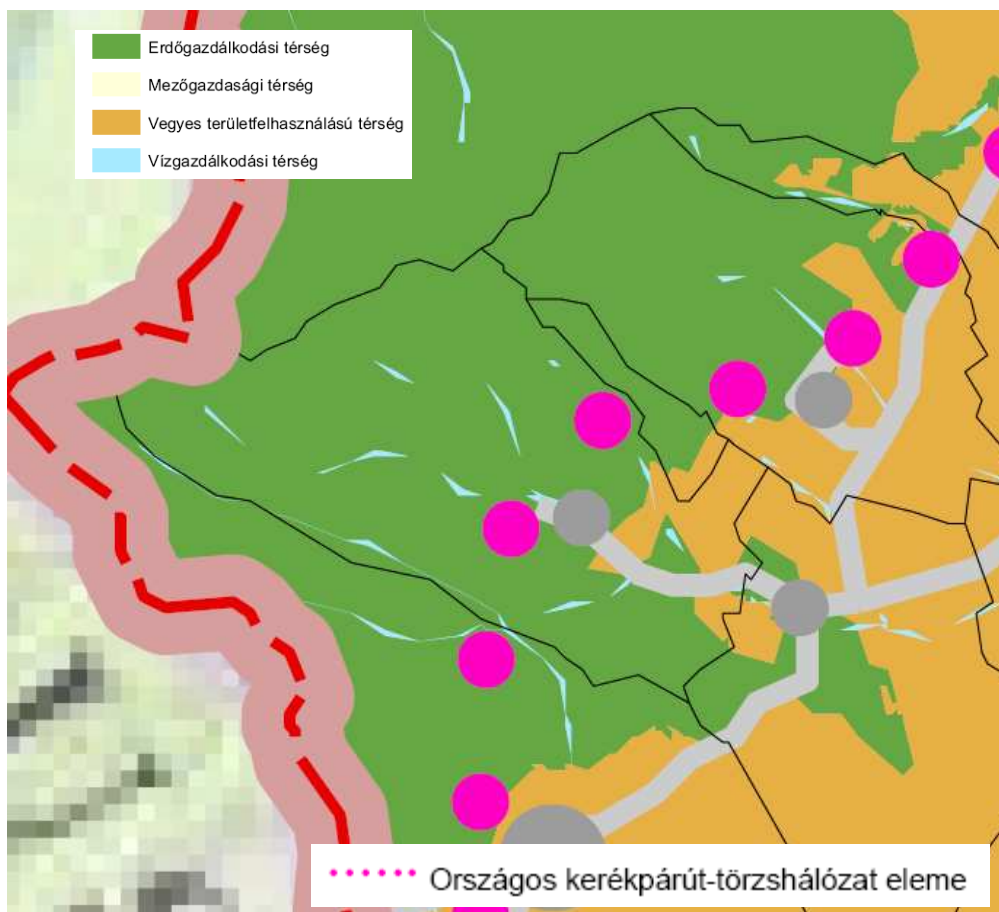 Erdőgazdálkodási térség
Mezőgazdasági térség
Vegyes területfelhasználású térség
Vízgazdálkodási térség
Országos kerékpárút-törzshálózat eleme